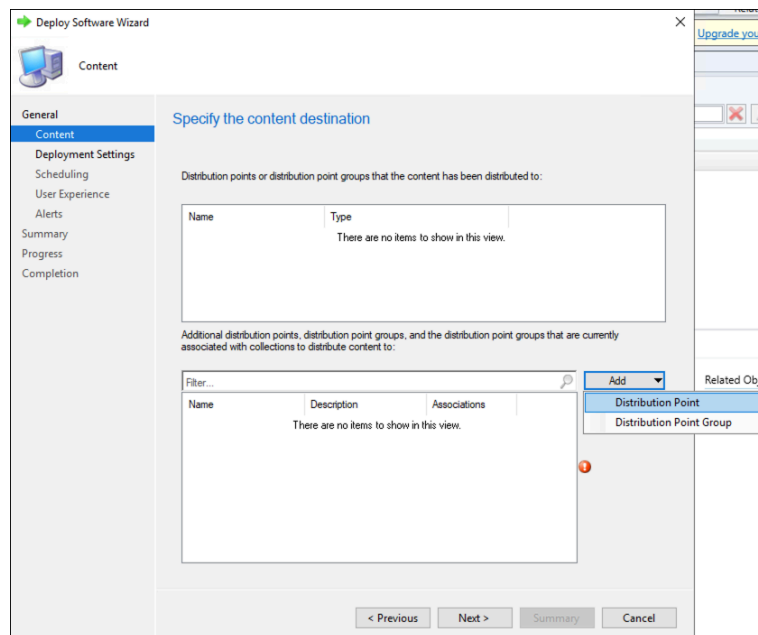 Deploy Software Wizard
Upgrade you
Content
General
Content
Deployment Settings
Scheduling
User Experience
Alerts
Summary
Progress
Completion
Specify the content destination
Distribution points or distribution point groups that the content has been distributed to:
Name Type
There are no items to show in this view.
Additional distribution points, distribution point groups, and the distribution point groups that are currently
associated with collections to distribute content to:
Filter... Add
Related Obj
Name Description Associations
There are no items to show in this view.
Distribution Point
Distribution Point Group
< Previous Next > Summary Cancel